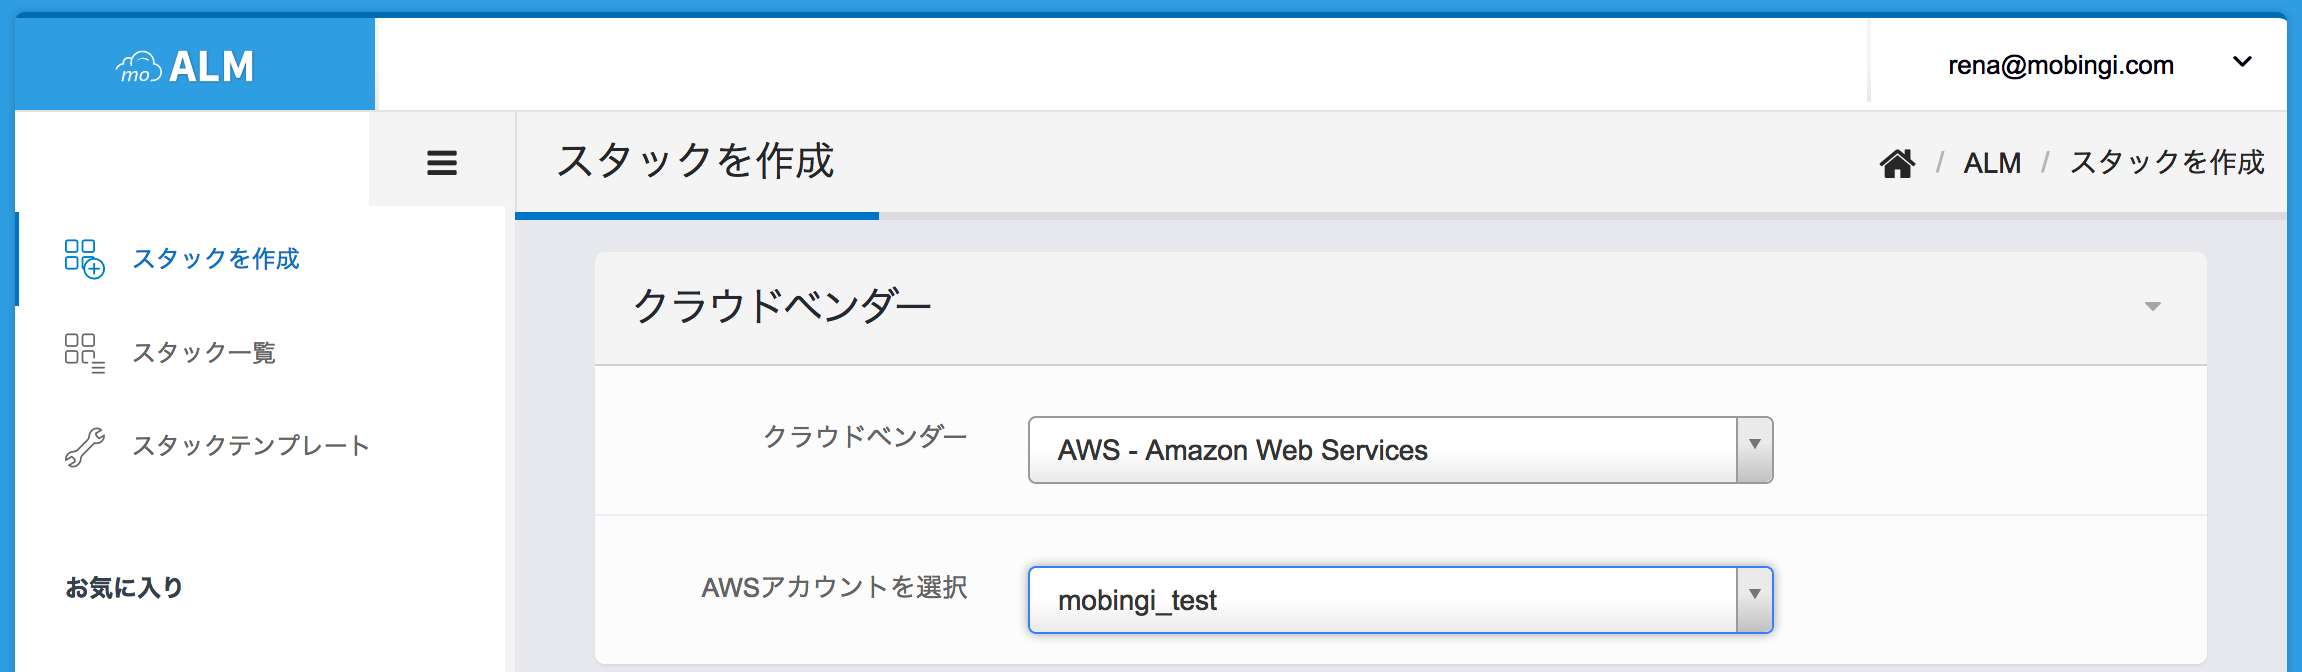 mo ALM
rena@mobingi.com
スタックを作成
/ ALM / スタックを作成
スタックを作成
スタック一覧
スタックテンプレート
お気に入り
クラウドベンダー
クラウドベンダー
AWS - Amazon Web Services
AWSアカウントを選択
mobingi_test